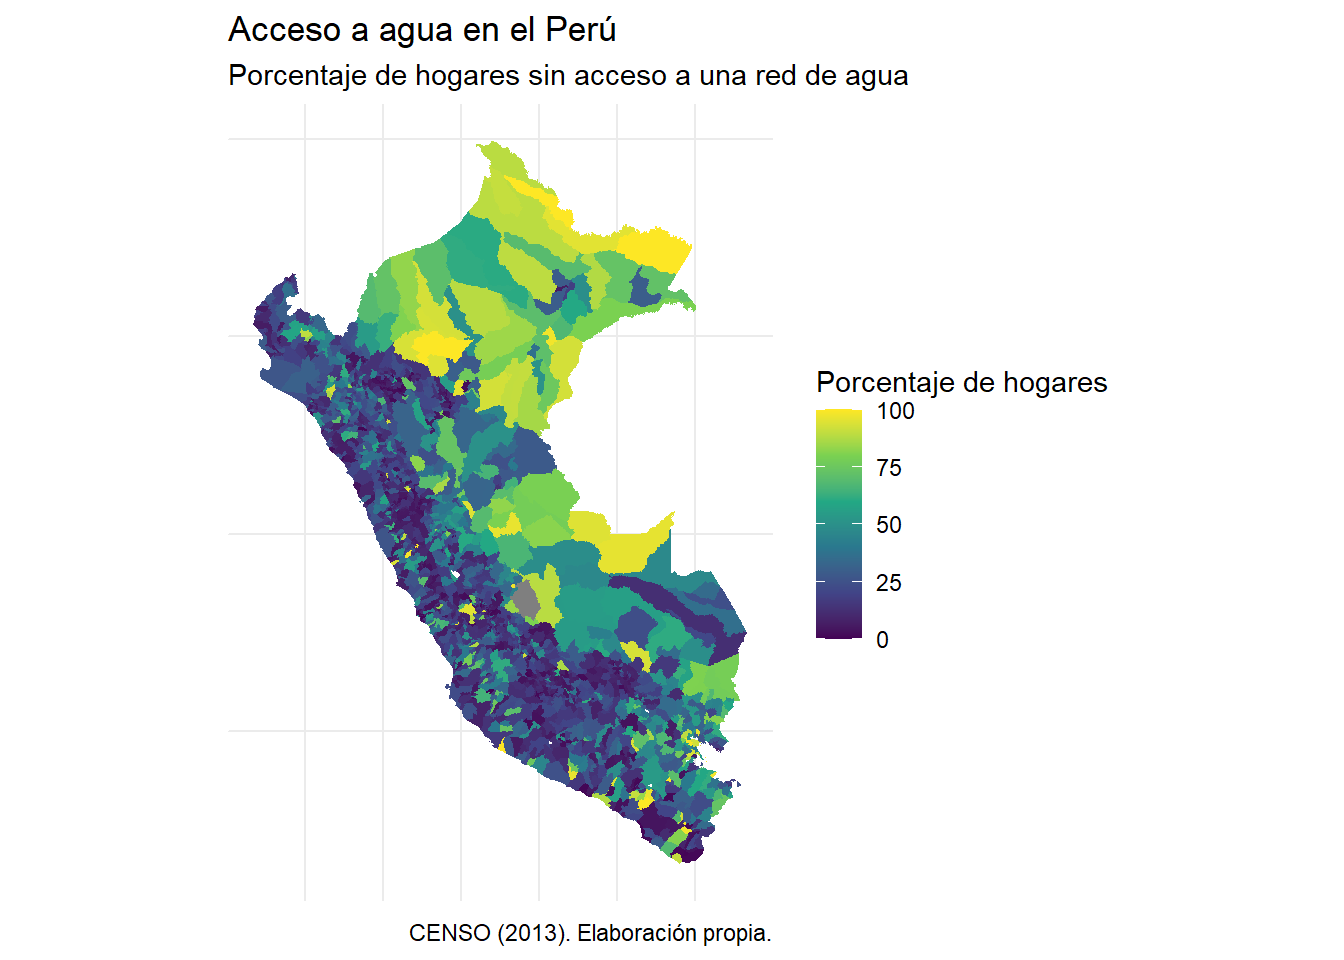 Acceso a agua en el Perú
Porcentaje de hogares sin acceso a una red de agua
Porcentaje de hogares
100
75
50
25
0
CENSO (2013). Elaboración propia.